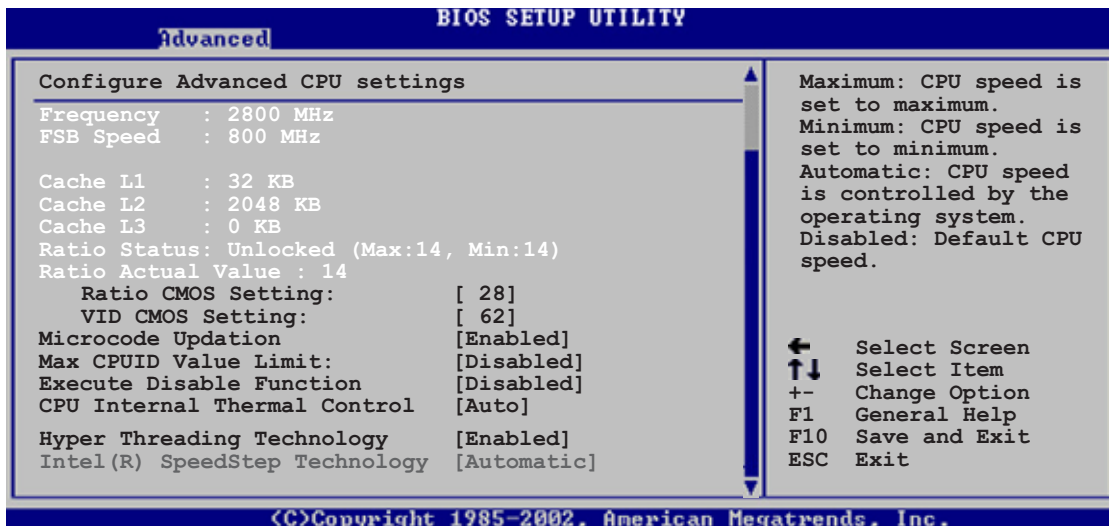 BIOS SETUP UTILITY
Advanced
Configure Advanced CPU settings
Frequency : 2800 MHz
FSB Speed : 800 MHz
Cache L1 : 32 KB
Cache L2 : 2048 KB
Cache L3 : 0 KB
Ratio Status: Unlocked (Max:14, Min:14)
Ratio Actual Value : 14
Ratio CMOS Setting: [ 28]
VID CMOS Setting: [ 62]
Microcode Updation [Enabled]
Max CPUID Value Limit: [Disabled]
Execute Disable Function [Disabled]
CPU Internal Thermal Control [Auto]
Hyper Threading Technology [Enabled]
Intel(R) SpeedStep Technology [Automatic]
Maximum: CPU speed is
set to maximum.
Minimum: CPU speed is
set to minimum.
Automatic: CPU speed
is controlled by the
operating system.
Disabled: Default CPU
speed.
← Select Screen
↑↓ Select Item
+- Change Option
F1 General Help
F10 Save and Exit
ESC Exit
(C)Copyright 1985-2002, American Megatrends, Inc.